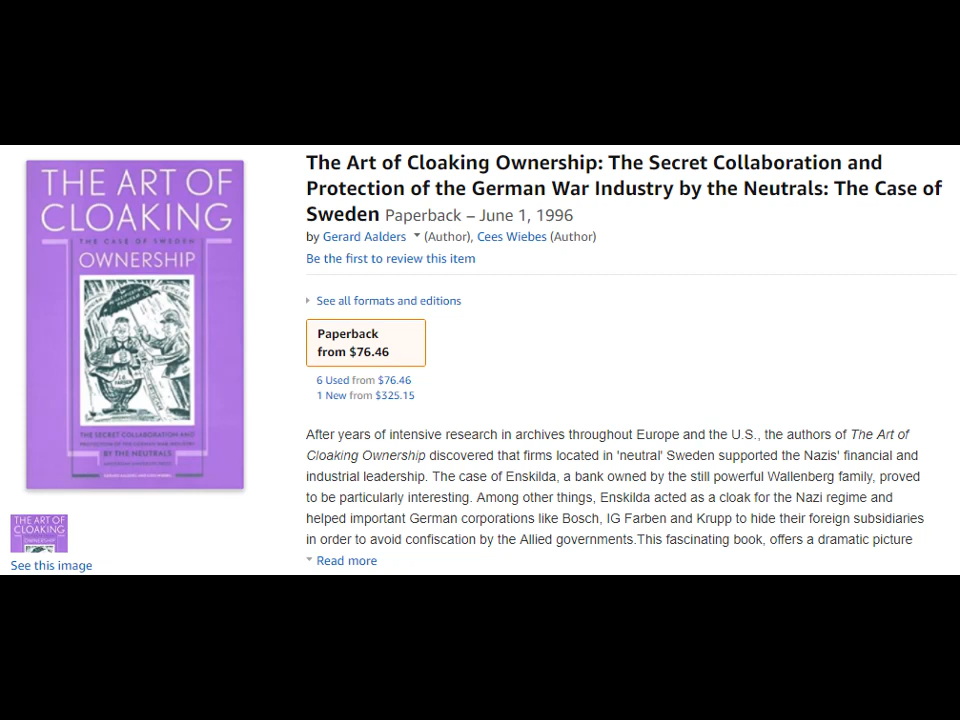 THE ART OF
CLOAKING
THE CASE OF SWEDEN
OWNERSHIP
I.G.
FARBEN
THE SECRET COLLABORATION AND
PROTECTION OF THE GERMAN WAR INDUSTRY
BY THE NEUTRALS
THE ART OF
CLOAKING
OWNERSHIP
See this image
The Art of Cloaking Ownership: The Secret Collaboration and
Protection of the German War Industry by the Neutrals: The Case of
Sweden Paperback – June 1, 1996
by Gerard Aalders (Author), Cees Wiebes (Author)
Be the first to review this item
See all formats and editions
Paperback
from $76.46
6 Used from $76.46
1 New from $325.15
After years of intensive research in archives throughout Europe and the U.S., the authors of The Art of
Cloaking Ownership discovered that firms located in 'neutral' Sweden supported the Nazis' financial and
industrial leadership. The case of Enskilda, a bank owned by the still powerful Wallenberg family, proved
to be particularly interesting. Among other things, Enskilda acted as a cloak for the Nazi regime and
helped important German corporations like Bosch, IG Farben and Krupp to hide their foreign subsidiaries
in order to avoid confiscation by the Allied governments.This fascinating book, offers a dramatic picture
Read more